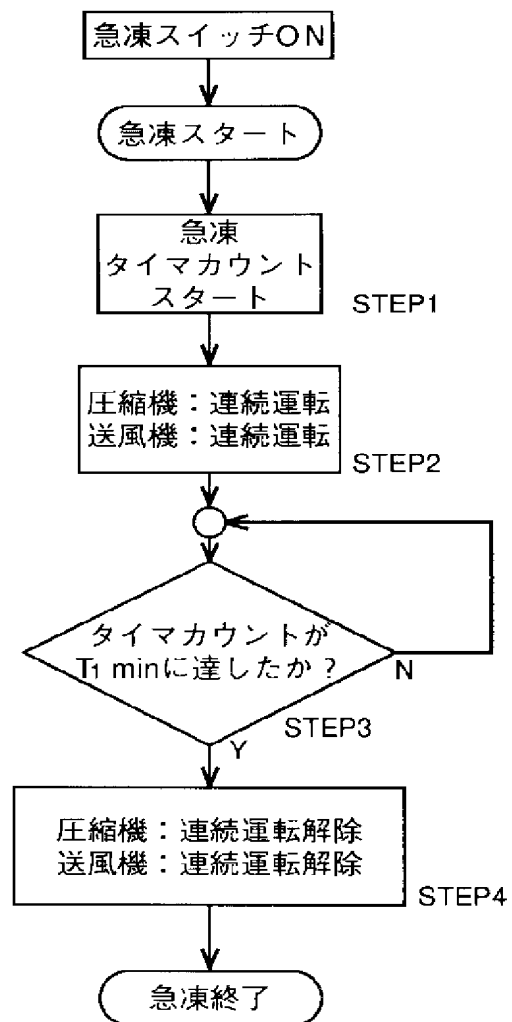 急凍スイッチON
急凍スタート
急凍
タイマカウント
スタート
STEP1
圧縮機：連続運転
送風機：連続運転
STEP2
タイマカウントが
T1 minに達したか？
N
STEP3
Y
圧縮機：連続運転解除
送風機：連続運転解除
STEP4
急凍終了